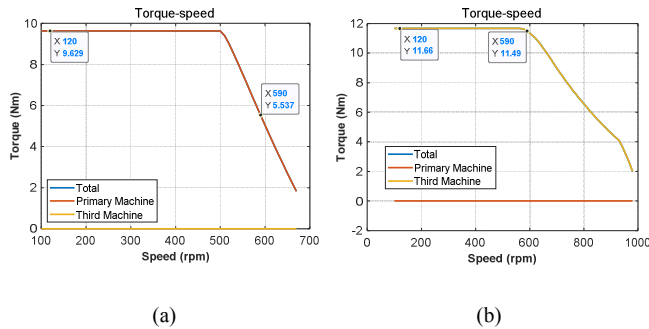 Torque-speed
10
8
6
4
2
0
Torque (Nm)
X 120
Y 9.629
X 590
Y 5.537
Total
Primary Machine
Third Machine
100 200 300 400 500 600 700
Speed (rpm)
(a)
Torque-speed
12
10
8
6
4
2
0
-2
Torque (Nm)
X 120
Y 11.66
X 590
Y 11.49
Total
Primary Machine
Third Machine
0 200 400 600 800 1000
Speed (rpm)
(b)